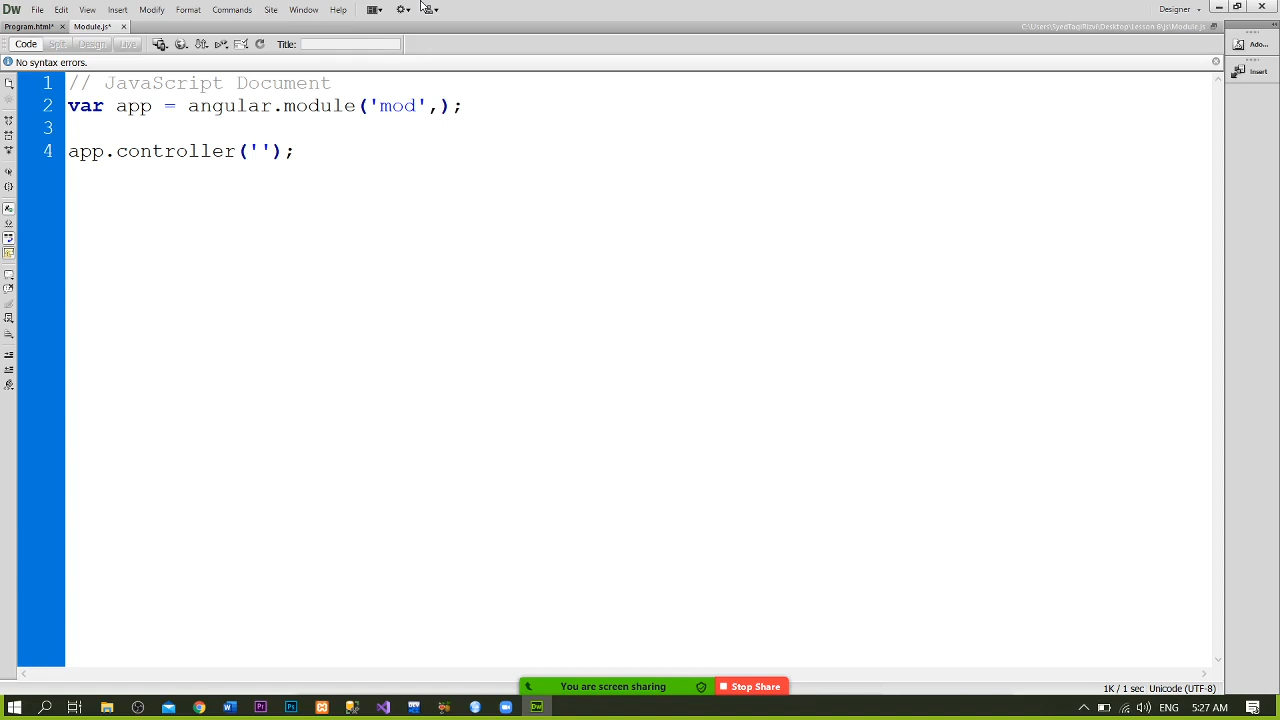 Dw File Edit View Insert Modify Format Commands Site Window Help Designer
Program.html* × Module.js* × C:\Users\SyedTaqiRizvi\Desktop\Lesson 6\js\Module.js
Code Split Design Live Title:
No syntax errors.
1 // JavaScript Document
2 var app = angular.module('mod',);
3
4 app.controller('');
Ado...
Insert
You are screen sharing Stop Share
1K / 1 sec Unicode (UTF-8)
ENG 5:27 AM